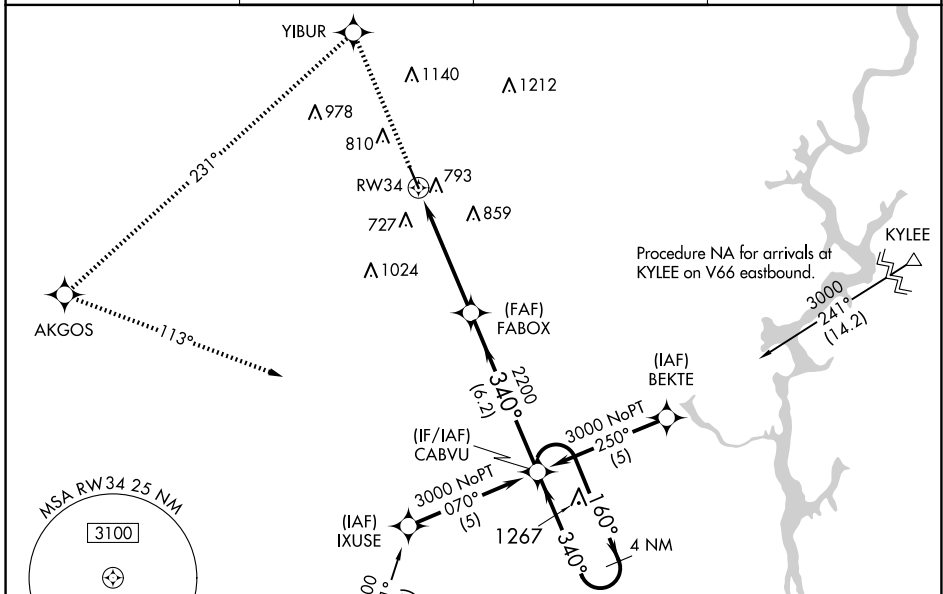 YIBUR
1140
1212
978
810
231°
RW34
793
727
859
1024
Procedure NA for arrivals at
KYLEE on V66 eastbound.
KYLEE
3000
241°
(14.2)
AKGOS
113°
(FAF)
FABOX
2200
340°
(6.2)
(IAF)
BEKTE
(IF/IAF)
CABVU
3000 NoPT
250°
(5)
3000 NoPT
070°
(5)
MSA RW34 25 NM
3100
(IAF)
IXUSE
1267
160°
340°
4 NM